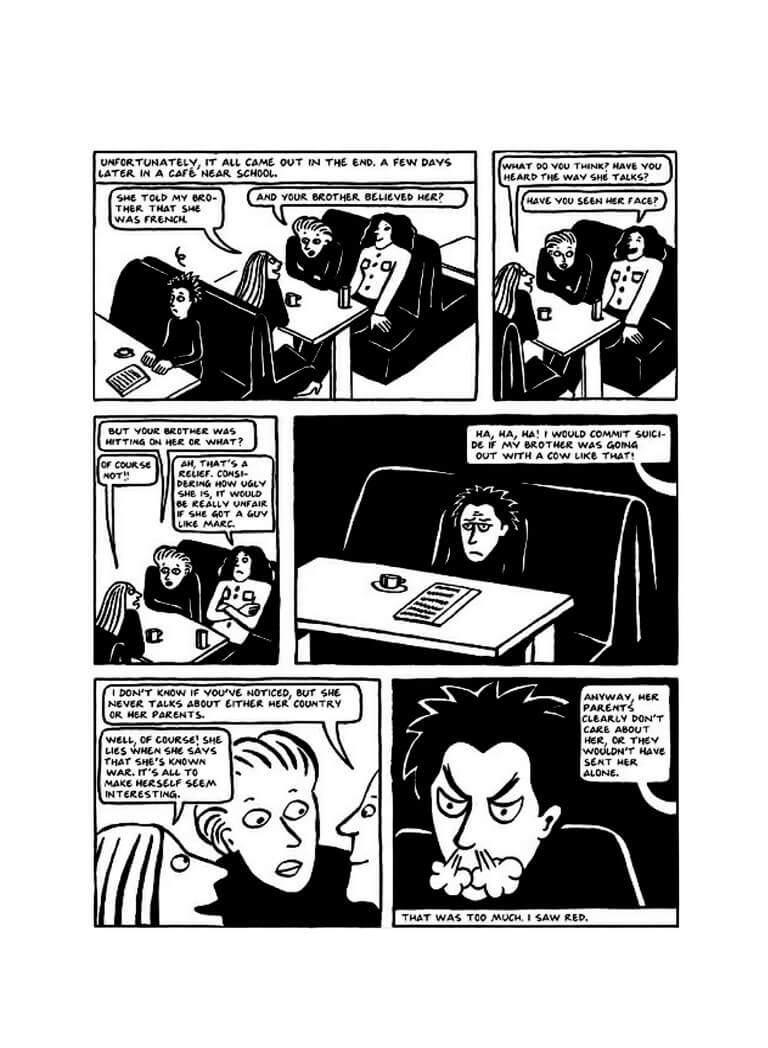 UNFORTUNATELY, IT ALL CAME OUT IN THE END. A FEW DAYS
LATER IN A CAFÉ NEAR SCHOOL.
SHE TOLD MY BRO-
THER THAT SHE
WAS FRENCH.
AND YOUR BROTHER BELIEVED HER?
WHAT DO YOU THINK? HAVE YOU
HEARD THE WAY SHE TALKS?
HAVE YOU SEEN HER FACE?
BUT YOUR BROTHER WAS
HITTING ON HER OR WHAT?
OF COURSE
NOT!!
AH, THAT'S A
RELIEF. CONSI-
DERING HOW UGLY
SHE IS, IT WOULD
BE REALLY UNFAIR
IF SHE GOT A GUY
LIKE MARC.
HA, HA, HA! I WOULD COMMIT SUICI-
DE IF MY BROTHER WAS GOING
OUT WITH A COW LIKE THAT!
I DON'T KNOW IF YOU'VE NOTICED, BUT SHE
NEVER TALKS ABOUT EITHER HER COUNTRY
OR HER PARENTS.
WELL, OF COURSE! SHE
LIES WHEN SHE SAYS
THAT SHE'S KNOWN
WAR. IT'S ALL TO
MAKE HERSELF SEEM
INTERESTING.
ANYWAY, HER
PARENTS
CLEARLY DON'T
CARE ABOUT
HER, OR THEY
WOULDN'T HAVE
SENT HER
ALONE.
THAT WAS TOO MUCH. I SAW RED.